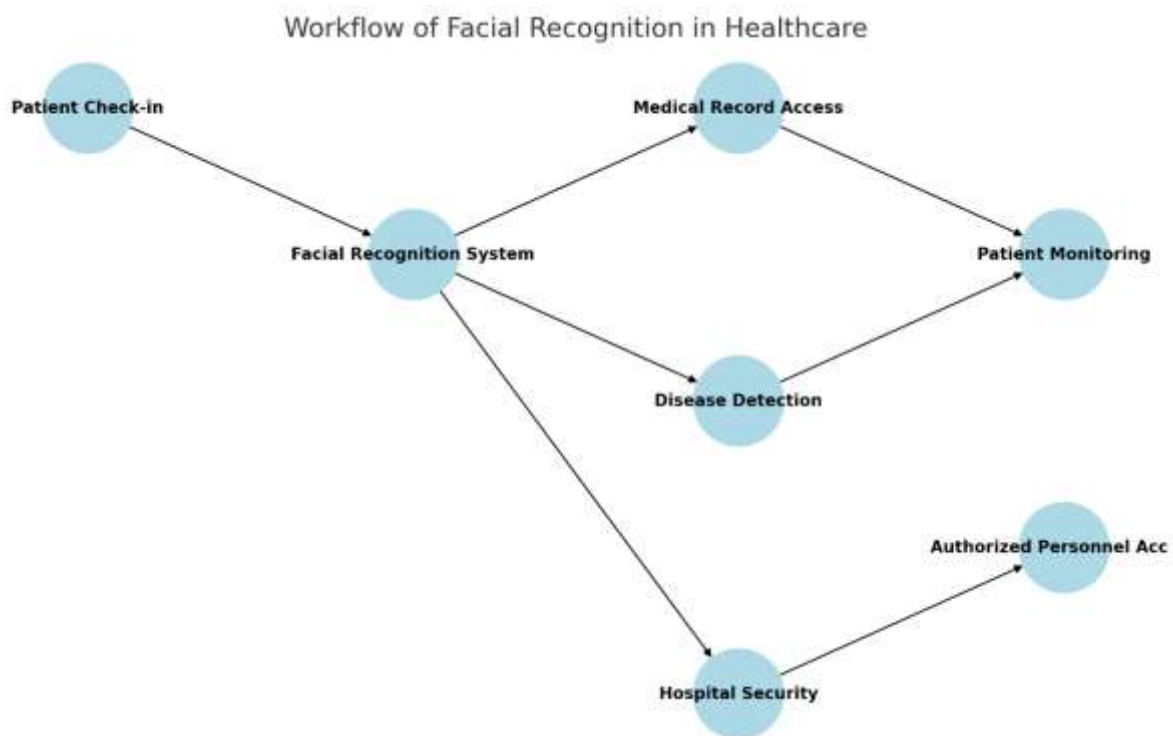 Workflow of Facial Recognition in Healthcare
Patient Check-in
Medical Record Access
Facial Recognition System
Patient Monitoring
Disease Detection
Authorized Personnel Acc
Hospital Security